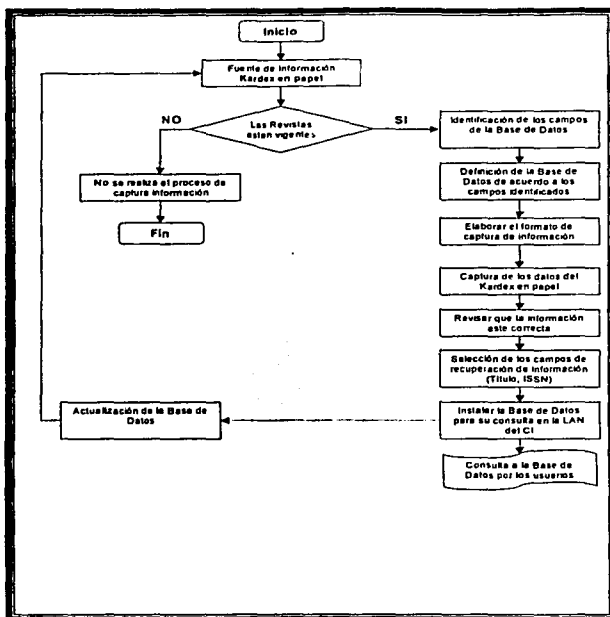 Inicio
Fuente de Información
Kardex en papel
Las Revistas
estan vigentes
NO
SI
No se realiza el proceso de
captura información
Fin
Identificación de los campos
de la Base de Datos
Definición de la Base de
Datos de acuerdo a los
campos identificados
Elaborar el formato de
captura de información
Captura de los datos del
Kardex en papel
Revisar que la información
este correcta
Selección de los campos de
recuperación de información
(Título, ISSN)
Instalar la Base de Datos
para su consulta en la LAN
del CI
Actualización de la Base de
Datos
Consulta a la Base de
Datos por los usuarios